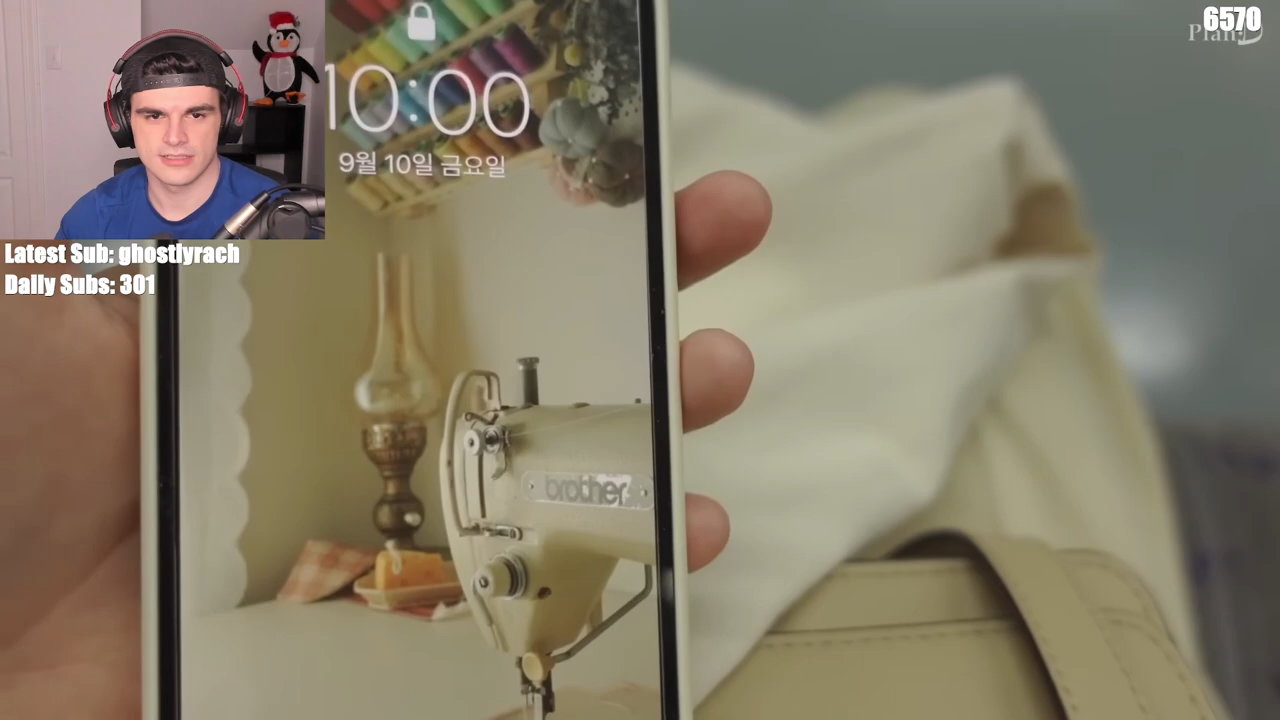 6570
Plan D
10:00
9월 10일 금요일
Latest Sub: ghostlyrach
Daily Subs: 301
brother